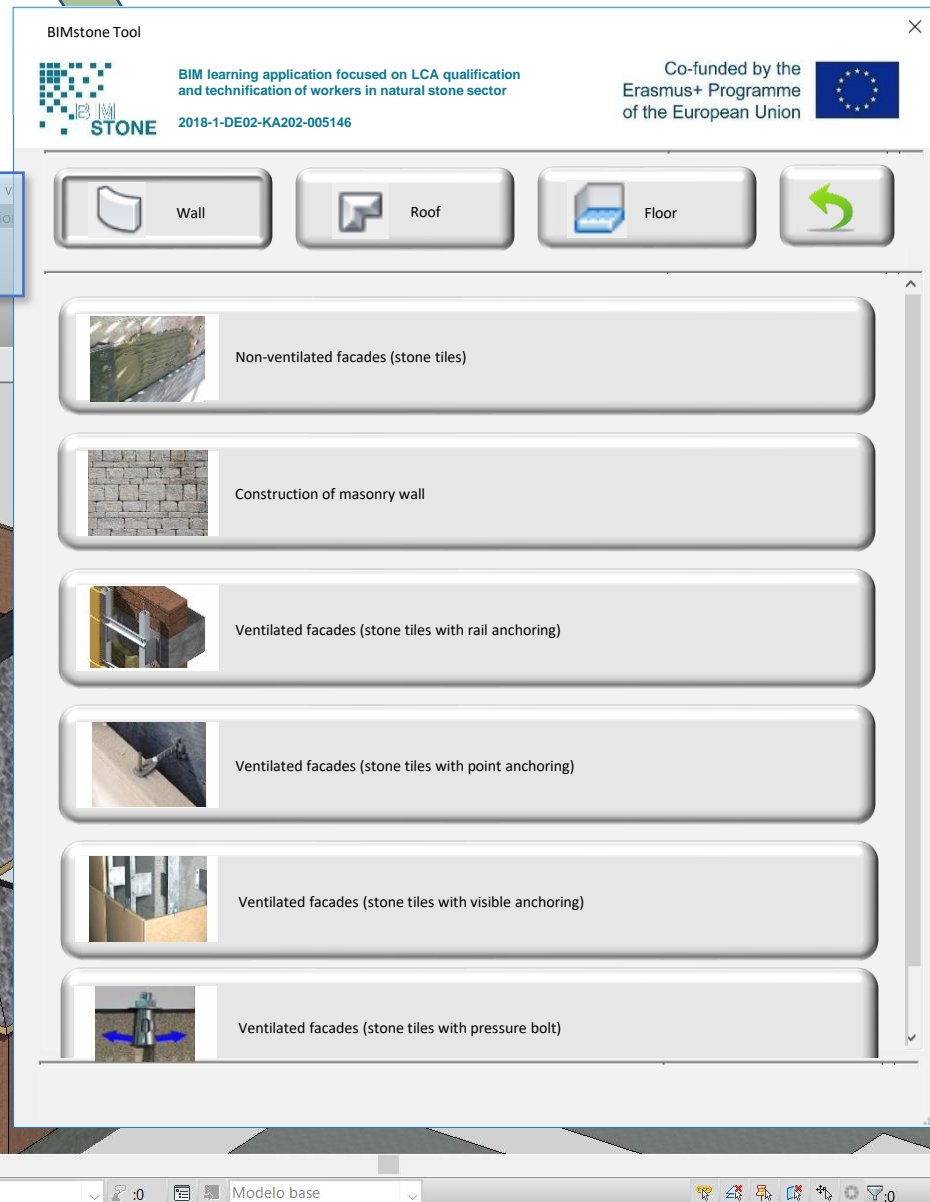 BIMstone Tool
BIM learning application focused on LCA qualification
and technification of workers in natural stone sector
2018-1-DE02-KA202-005146
BIM
STONE
Co-funded by the
Erasmus+ Programme
of the European Union
Wall
Roof
Floor
Non-ventilated facades (stone tiles)
Construction of masonry wall
Ventilated facades (stone tiles with rail anchoring)
Ventilated facades (stone tiles with point anchoring)
Ventilated facades (stone tiles with visible anchoring)
Ventilated facades (stone tiles with pressure bolt)
:0
Modelo base
:0